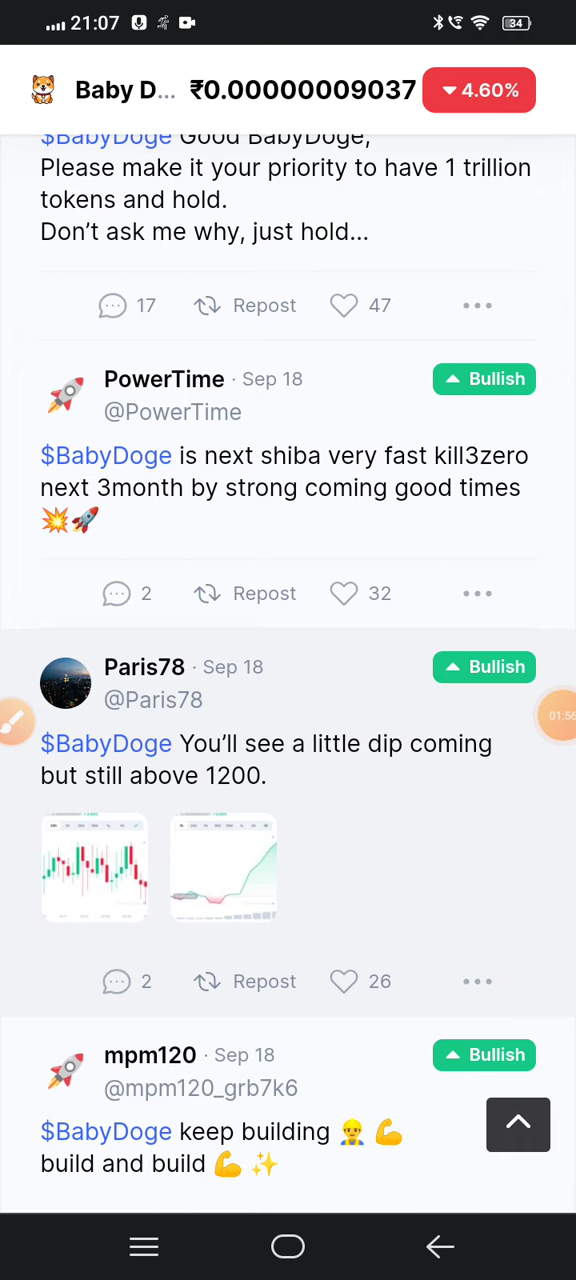 21:07
34
Baby D... ₹0.00000009037 4.60%
$BabyDoge Good BabyDoge,
Please make it your priority to have 1 trillion
tokens and hold.
Don’t ask me why, just hold...
17 Repost 47
PowerTime · Sep 18 Bullish
@PowerTime
$BabyDoge is next shiba very fast kill3zero
next 3month by strong coming good times
💥🚀
2 Repost 32
Paris78 · Sep 18 Bullish
@Paris78
01:56
$BabyDoge You’ll see a little dip coming
but still above 1200.
2 Repost 26
mpm120 · Sep 18 Bullish
@mpm120_grb7k6
$BabyDoge keep building 👷 💪
build and build 💪 ✨